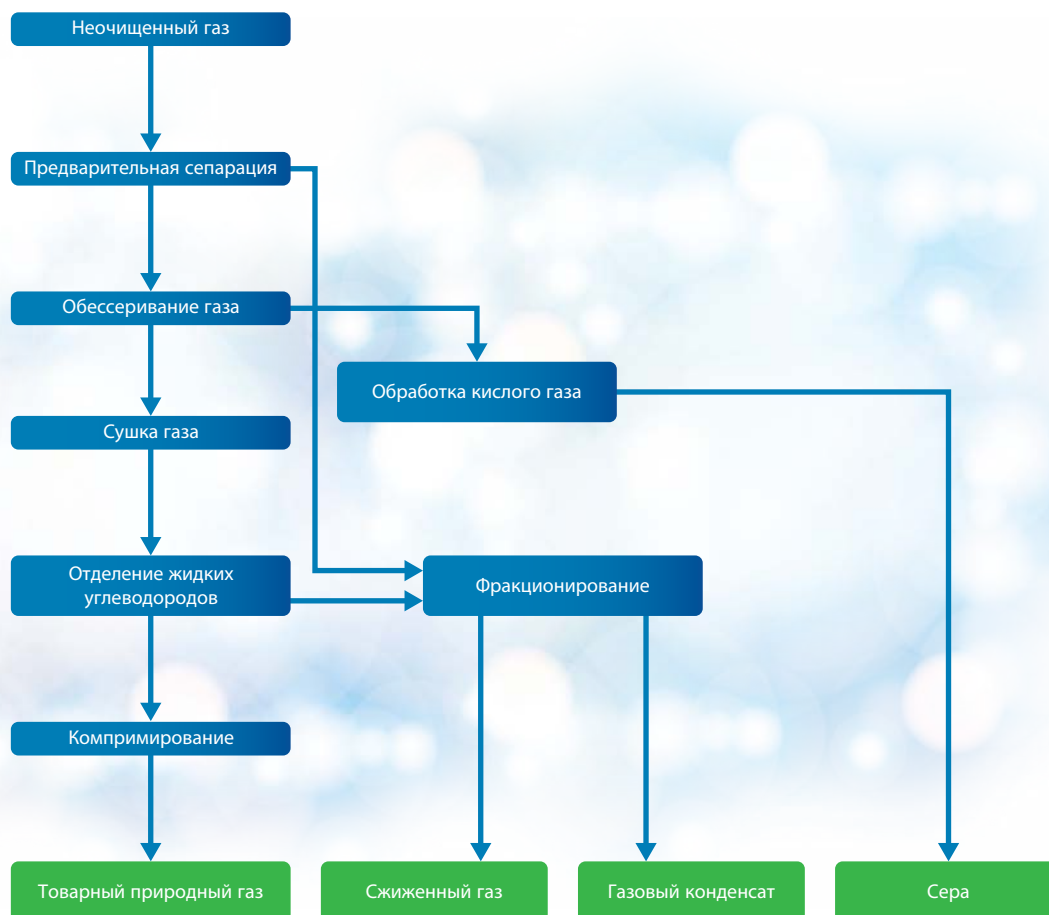 Неочищенный газ
Предварительная сепарация
Обессеривание газа
Обработка кислого газа
Сушка газа
Отделение жидких
углеводородов
Фракционирование
Компримирование
Товарный природный газ
Сжиженный газ
Газовый конденсат
Сера